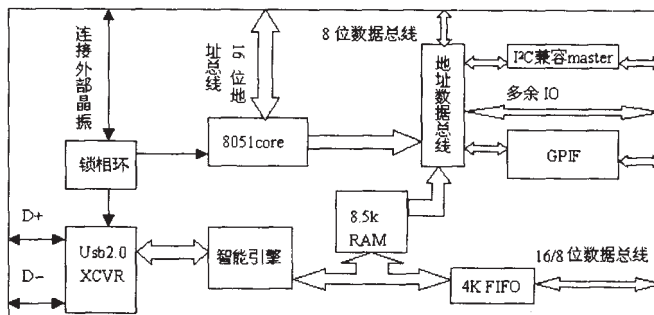 连接外部晶振
16位地
址总线
8位数据总线
地址数据总线
I²C兼容master
多余IO
8051core
GPIF
锁相环
8.5k
RAM
D+
Usb2.0
XCVR
D-
智能引擎
16/8位数据总线
4K FIFO